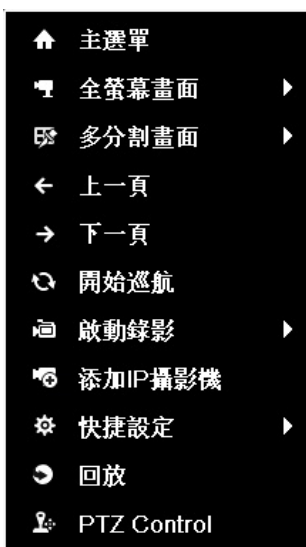 主選單
全螢幕畫面
多分割畫面
上一頁
下一頁
開始巡航
啟動錄影
添加IP攝影機
快捷設定
回放
PTZ Control